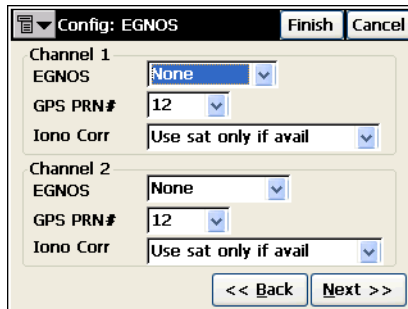 Config: EGNOS Finish Cancel
Channel 1
EGNOS None
GPS PRN# 12
Iono Corr Use sat only if avail
Channel 2
EGNOS None
GPS PRN# 12
Iono Corr Use sat only if avail
<< Back Next >>